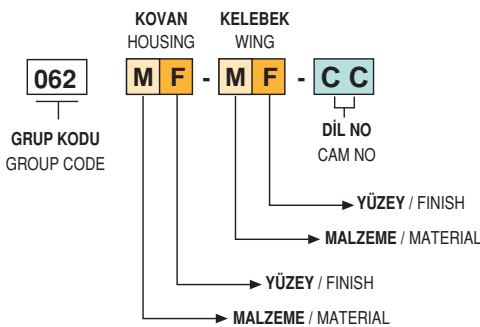 KOVAN KELEBEK
HOUSING WING
062 M F - M F - C C
GRUP KODU DİL NO
GROUP CODE CAM NO
YÜZEY / FINISH
MALZEME / MATERIAL
YÜZEY / FINISH
MALZEME / MATERIAL